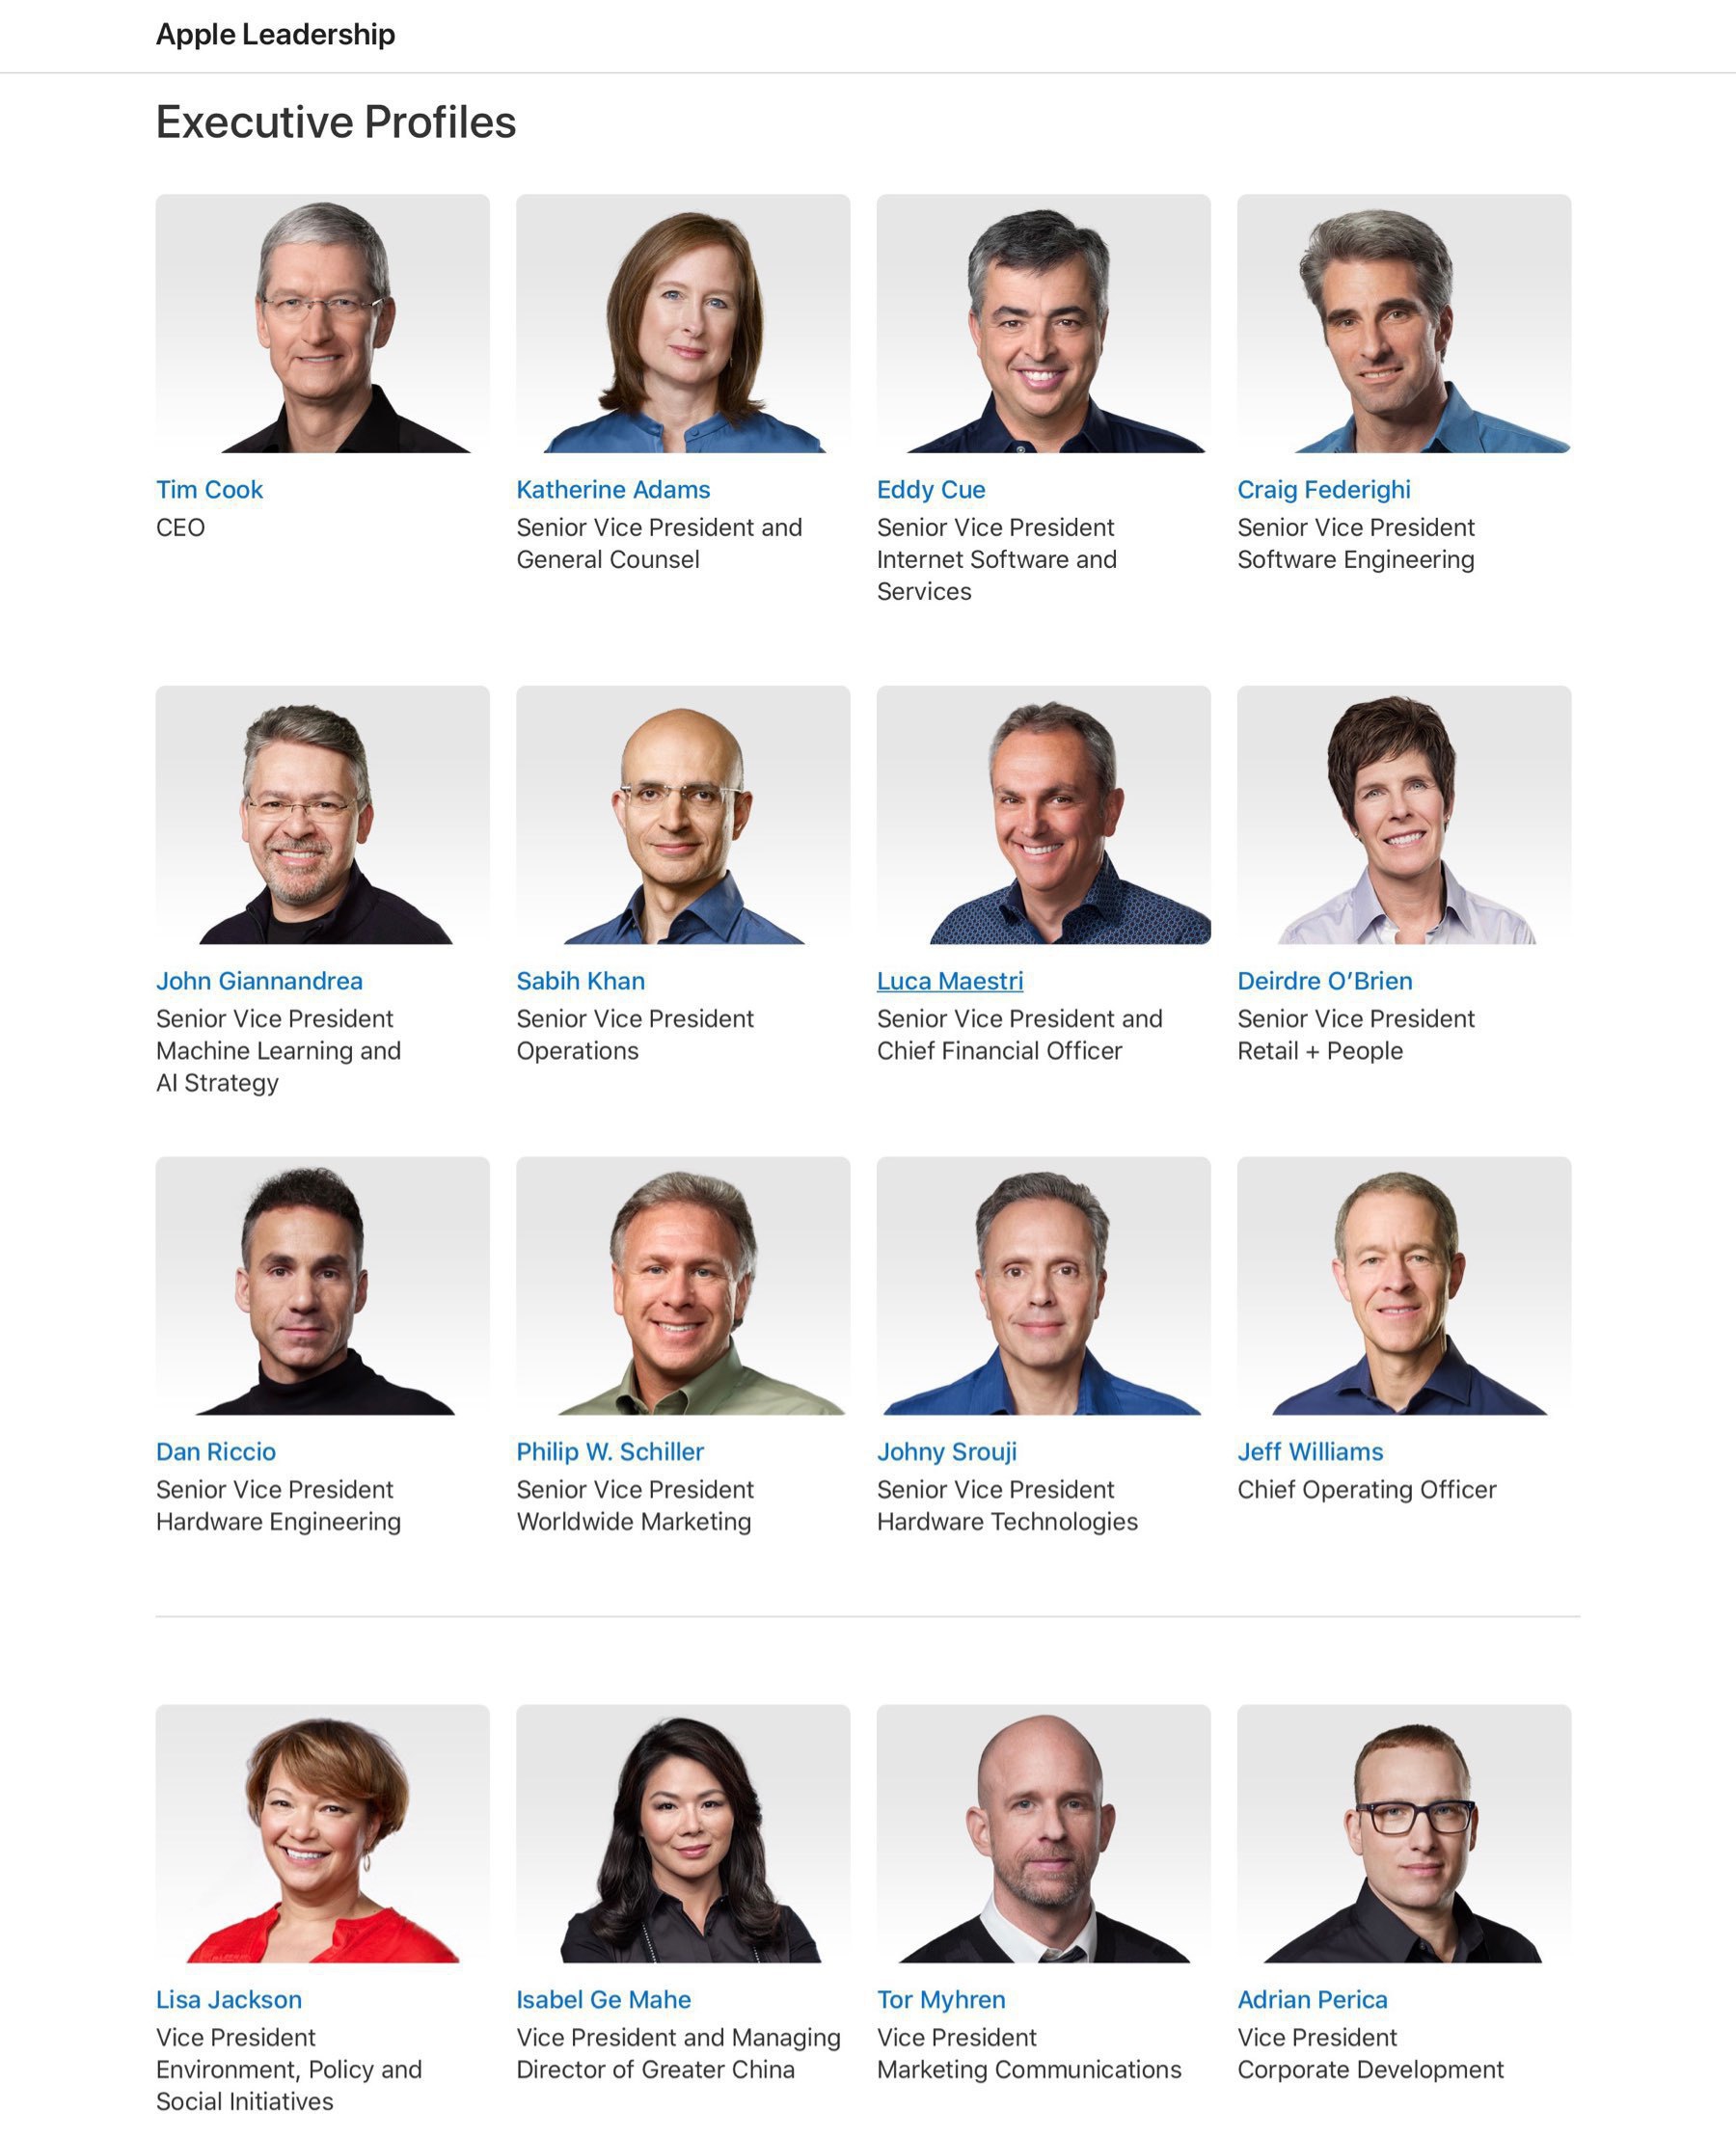 Apple Leadership
Executive Profiles
Tim Cook
CEO
Katherine Adams
Senior Vice President and
General Counsel
Eddy Cue
Senior Vice President
Internet Software and
Services
Craig Federighi
Senior Vice President
Software Engineering
John Giannandrea
Senior Vice President
Machine Learning and
AI Strategy
Sabih Khan
Senior Vice President
Operations
Luca Maestri
Senior Vice President and
Chief Financial Officer
Deirdre O’Brien
Senior Vice President
Retail + People
Dan Riccio
Senior Vice President
Hardware Engineering
Philip W. Schiller
Senior Vice President
Worldwide Marketing
Johny Srouji
Senior Vice President
Hardware Technologies
Jeff Williams
Chief Operating Officer
Lisa Jackson
Vice President
Environment, Policy and
Social Initiatives
Isabel Ge Mahe
Vice President and Managing
Director of Greater China
Tor Myhren
Vice President
Marketing Communications
Adrian Perica
Vice President
Corporate Development